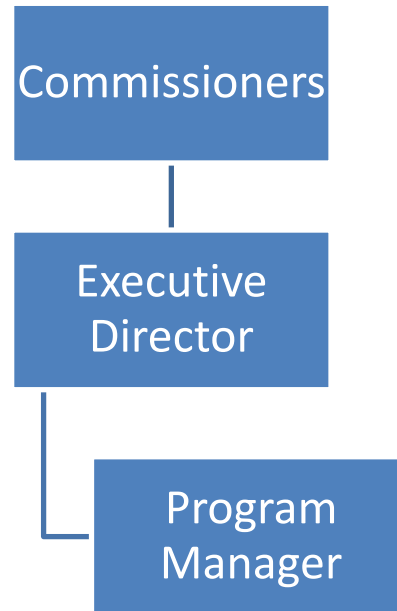 Commissioners
Executive
Director
Program
Manager